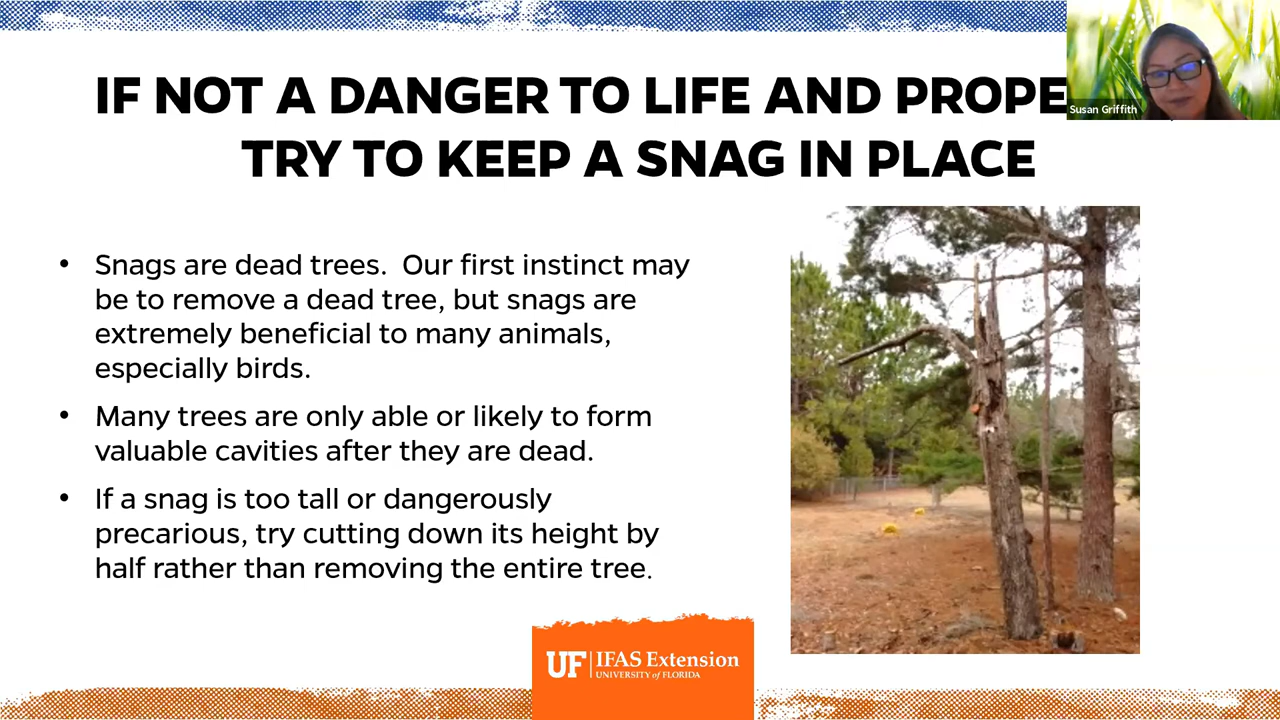 IF NOT A DANGER TO LIFE AND PROPE
TRY TO KEEP A SNAG IN PLACE
Susan Griffith
• Snags are dead trees. Our first instinct may
be to remove a dead tree, but snags are
extremely beneficial to many animals,
especially birds.
• Many trees are only able or likely to form
valuable cavities after they are dead.
• If a snag is too tall or dangerously
precarious, try cutting down its height by
half rather than removing the entire tree.
UF IFAS Extension
UNIVERSITY of FLORIDA